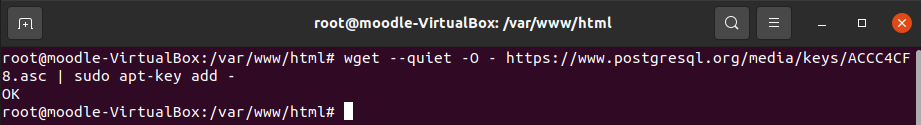 root@moodle-VirtualBox: /var/www/html
root@moodle-VirtualBox:/var/www/html# wget --quiet -O - https://www.postgresql.org/media/keys/ACCC4CF
8.asc | sudo apt-key add -
OK
root@moodle-VirtualBox:/var/www/html#